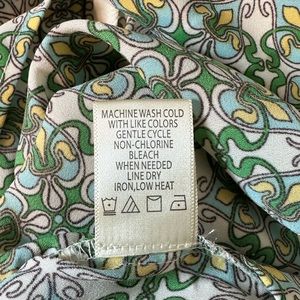 MACHINE WASH COLD
WITH LIKE COLORS
GENTLE CYCLE
NON-CHLORINE
BLEACH
WHEN NEEDED
LINE DRY
IRON,LOW HEAT